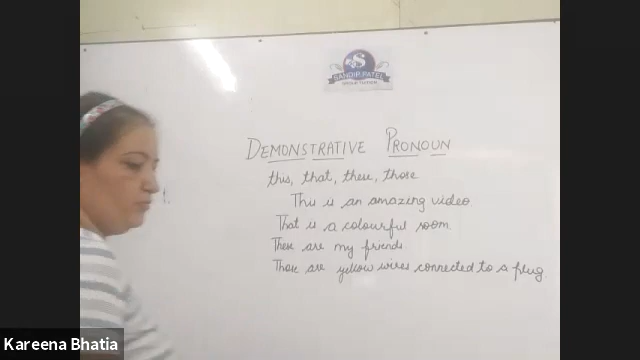 SANDIP PATEL
DEMONSTRATIVE PRONOUN
this, that, these, those
This is an amazing video.
That is a colourful room.
These are my friends
Those are yellow wires connected to a plug.
Kareena Bhatia